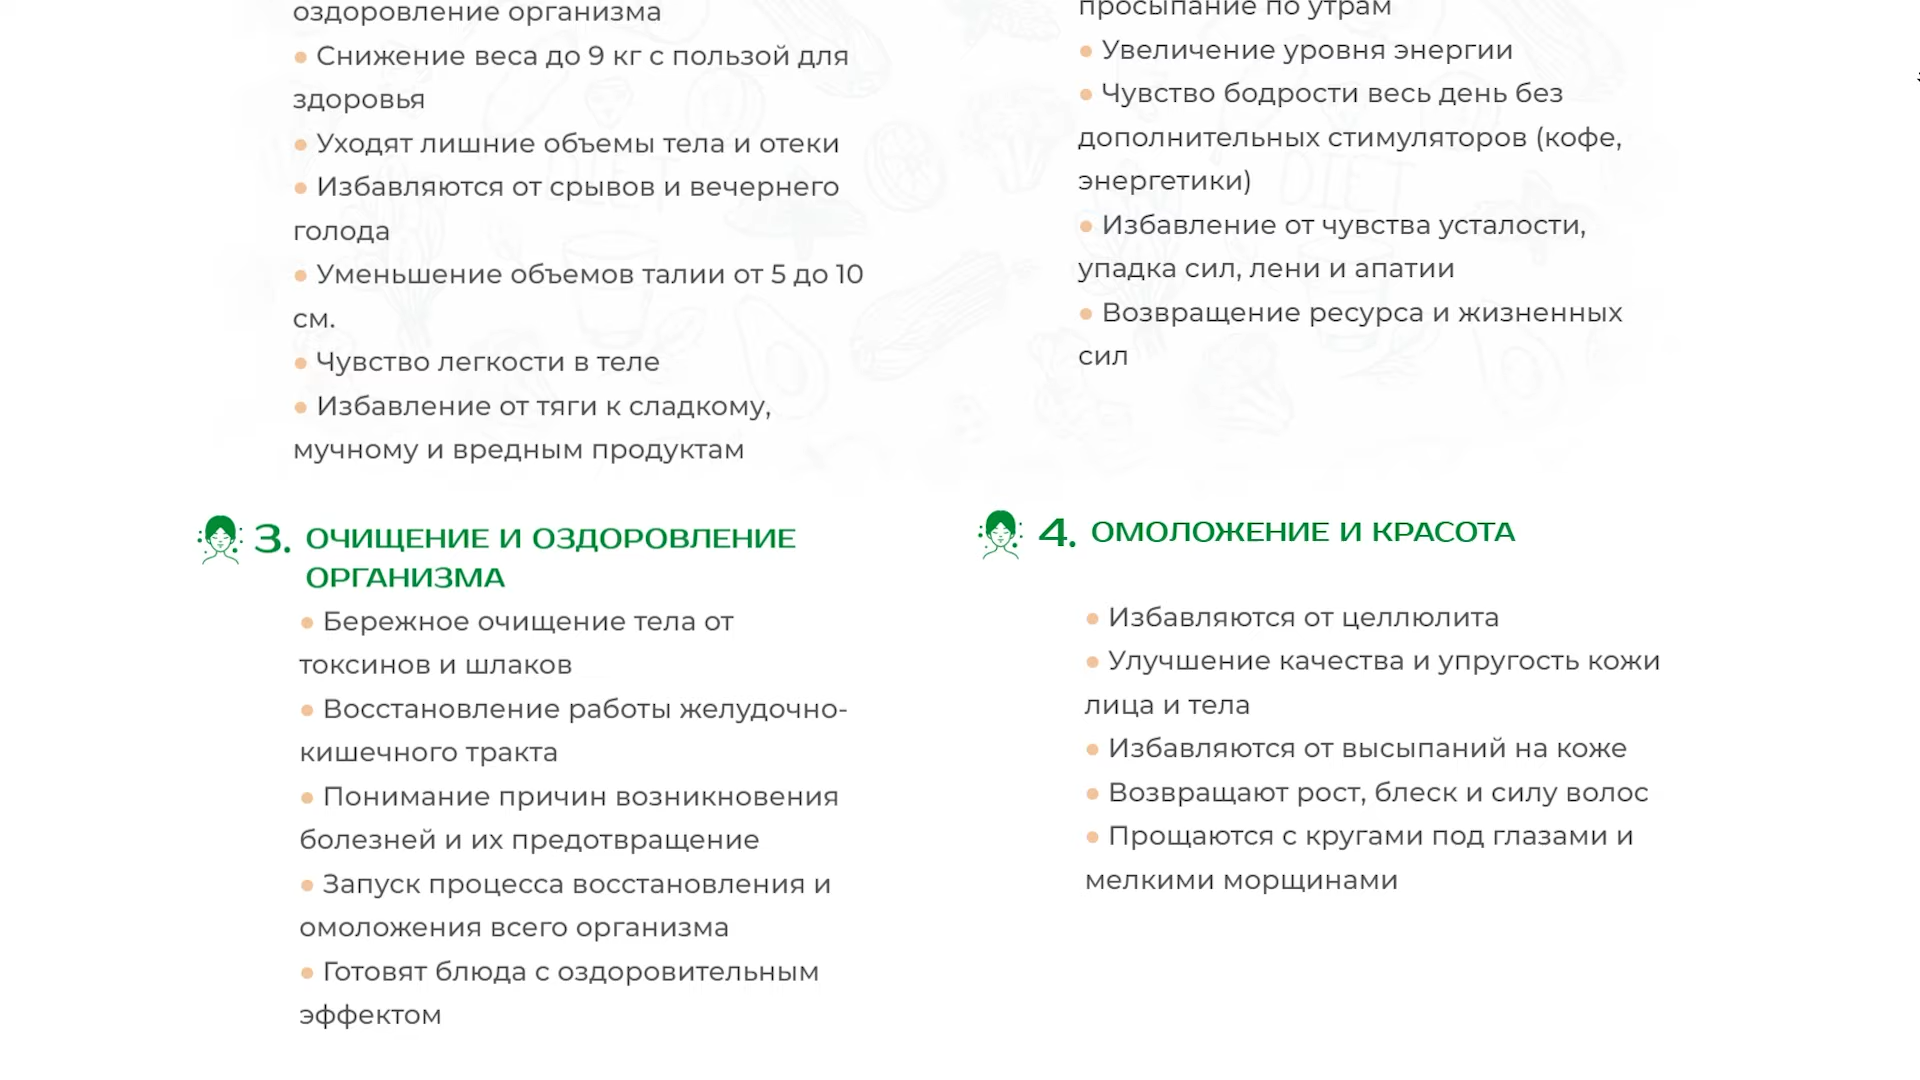 оздоровление организма
• Снижение веса до 9 кг с пользой для
здоровья
• Уходят лишние объемы тела и отеки
• Избавляются от срывов и вечернего
голода
• Уменьшение объемов талии от 5 до 10
см.
• Чувство легкости в теле
• Избавление от тяги к сладкому,
мучному и вредным продуктам
просыпание по утрам
• Увеличение уровня энергии
• Чувство бодрости весь день без
дополнительных стимуляторов (кофе,
энергетики)
• Избавление от чувства усталости,
упадка сил, лени и апатии
• Возвращение ресурса и жизненных
сил
3. ОЧИЩЕНИЕ И ОЗДОРОВЛЕНИЕ
ОРГАНИЗМА
• Бережное очищение тела от
токсинов и шлаков
• Восстановление работы желудочно-
кишечного тракта
• Понимание причин возникновения
болезней и их предотвращение
• Запуск процесса восстановления и
омоложения всего организма
• Готовят блюда с оздоровительным
эффектом
4. ОМОЛОЖЕНИЕ И КРАСОТА
• Избавляются от целлюлита
• Улучшение качества и упругость кожи
лица и тела
• Избавляются от высыпаний на коже
• Возвращают рост, блеск и силу волос
• Прощаются с кругами под глазами и
мелкими морщинами
DIET
DIET